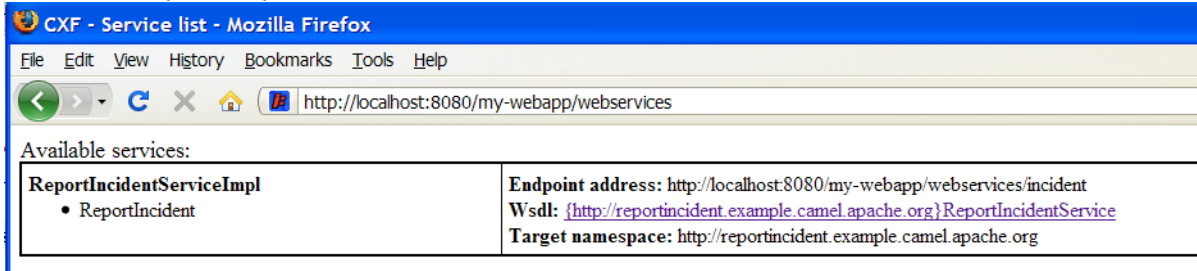 CXF - Service list - Mozilla Firefox
File Edit View History Bookmarks Tools Help
http://localhost:8080/my-webapp/webservices
Available services:
ReportIncidentServiceImpl
• ReportIncident
Endpoint address: http://localhost:8080/my-webapp/webservices/incident
Wsdl: {http://reportincident.example.camel.apache.org}ReportIncidentService
Target namespace: http://reportincident.example.camel.apache.org